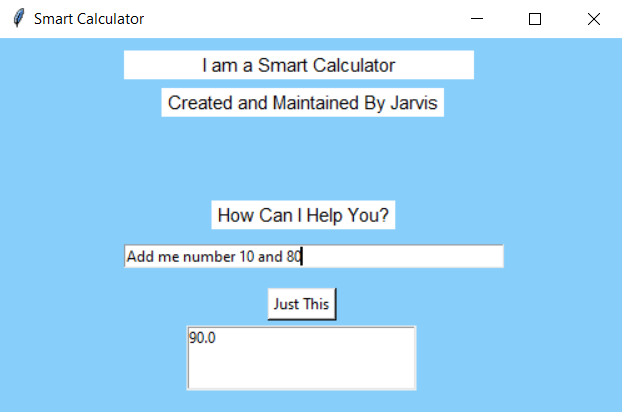 Smart Calculator
I am a Smart Calculator
Created and Maintained By Jarvis
How Can I Help You?
Add me number 10 and 80
Just This
90.0